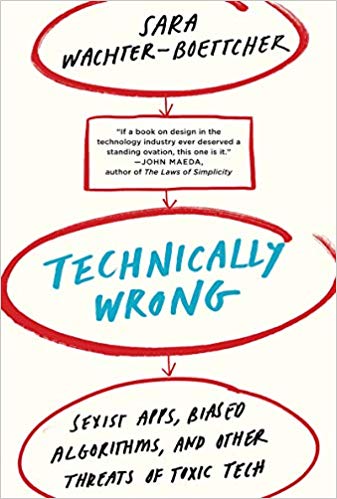 SARA
WACHTER-BOETTCHER
"If a book on design in the
technology industry ever deserved a
standing ovation, this one is it."
—JOHN MAEDA,
author of The Laws of Simplicity
TECHNICALLY
WRONG
SEXIST APPS, BIASED
ALGORITHMS, AND OTHER
THREATS OF TOXIC TECH